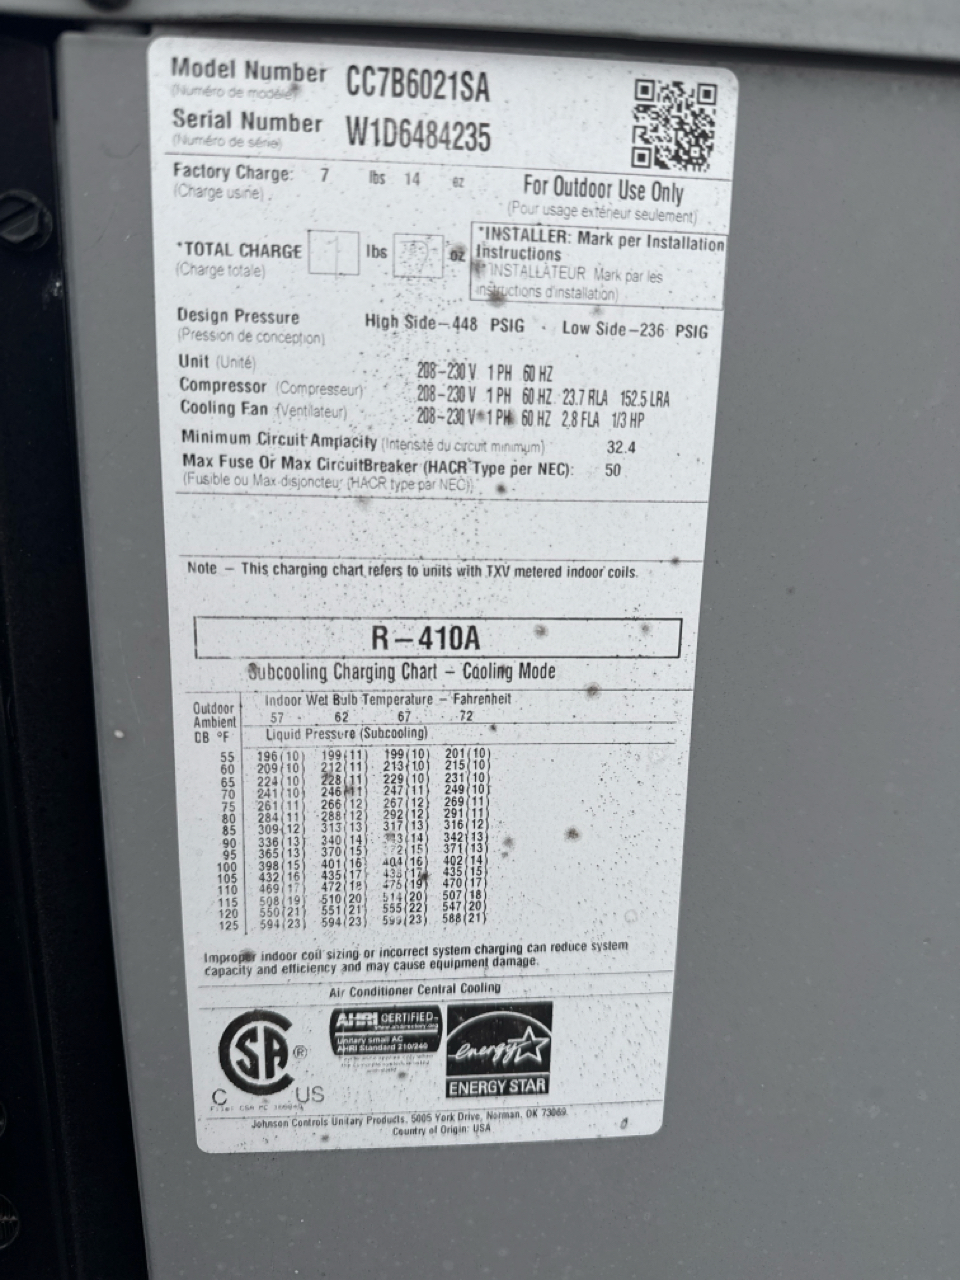 Model Number CC7B6021SA
(Numéro de modèle)
Serial Number W1D6484235
(Numéro de série)
Factory Charge: 7 lbs 14 oz
(Charge usine)
For Outdoor Use Only
(Pour usage extérieur seulement)
*TOTAL CHARGE lbs oz
(Charge totale)
*INSTALLER: Mark per Installation
Instructions
INSTALLATEUR Mark par les
instructions d'installation)
Design Pressure High Side-448 PSIG Low Side-236 PSIG
(Pression de conception)
Unit (Unité) 208-230 V 1 PH 60 HZ
Compressor (Compresseur) 208-230 V 1 PH 60 HZ 23.7 RLA 152.5 LRA
Cooling Fan (Ventilateur) 208-230 V 1 PH 60 HZ 2.8 FLA 1/3 HP
Minimum Circuit Ampacity (Intensité du circuit minimum) 32.4
Max Fuse Or Max CircuitBreaker (HACR Type per NEC): 50
(Fusible ou Max disjoncteur (HACR type par NEC))
Note - This charging chart refers to units with TXV metered indoor coils.
R-410A
Subcooling Charging Chart - Cooling Mode
Outdoor Ambient DB °F
Indoor Wet Bulb Temperature - Fahrenheit
57 62 67 72
Liquid Pressure (Subcooling)
55 196(10) 199(11) 199(10) 201(10)
60 209(10) 212(11) 213(10) 215(10)
65 224(10) 228(11) 229(10) 231(10)
70 241(10) 246(11) 247(11) 249(10)
75 261(11) 266(12) 267(12) 269(11)
80 284(11) 288(12) 292(12) 291(11)
85 309(12) 313(13) 317(13) 316(12)
90 336(13) 340(14) 3(14) 342(13)
95 365(13) 370(15) 2(15) 371(13)
100 398(15) 401(16) 404(16) 402(14)
105 432(16) 435(17) 435(15)
110 469(17) 472(18) 475(19) 470(17)
115 508(19) 510(20) 514(20) 507(18)
120 550(21) 551(21) 555(22) 547(20)
125 594(23) 594(23) 599(23) 588(21)
Improper indoor coil sizing or incorrect system charging can reduce system
capacity and efficiency and may cause equipment damage.
Air Conditioner Central Cooling
SA ®
C US
AHRI CERTIFIED
Unitary Small AC
AHRI Standard 210/240
energy
ENERGY STAR
Johnson Controls Unitary Products, 5005 York Drive, Norman, OK 73069
Country of Origin: USA